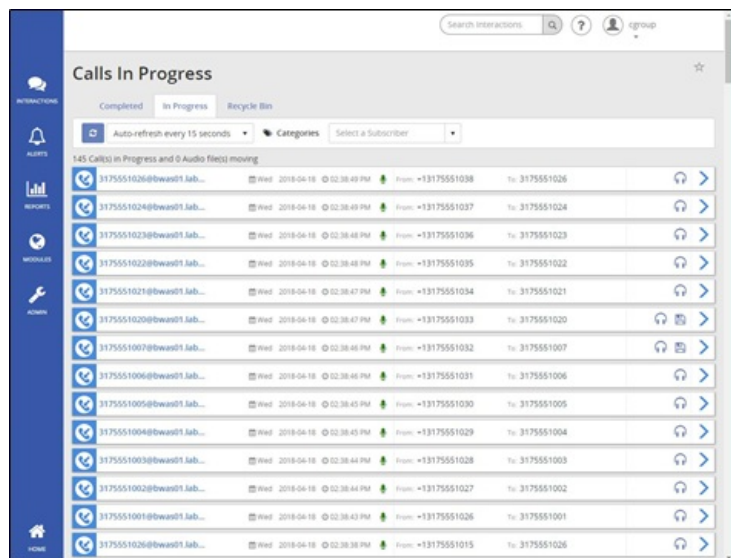 Search Interactions ? cgroup
Calls In Progress
INTERACTIONS
Completed In Progress Recycle Bin
Auto-refresh every 15 seconds Categories Select a Subscriber
ALERTS
145 Call(s) in Progress and 0 Audio file(s) moving
3175551026@bwas01.lab... Wed 2018-04-18 02:38:49 PM From: +13175551038 To: 3175551026
REPORTS
3175551024@bwas01.lab... Wed 2018-04-18 02:38:49 PM From: +13175551037 To: 3175551024
3175551023@bwas01.lab... Wed 2018-04-18 02:38:48 PM From: +13175551036 To: 3175551023
MODULES
3175551022@bwas01.lab... Wed 2018-04-18 02:38:48 PM From: +13175551035 To: 3175551022
3175551021@bwas01.lab... Wed 2018-04-18 02:38:47 PM From: +13175551034 To: 3175551021
ADMIN
3175551020@bwas01.lab... Wed 2018-04-18 02:38:47 PM From: +13175551033 To: 3175551020
3175551007@bwas01.lab... Wed 2018-04-18 02:38:46 PM From: +13175551032 To: 3175551007
3175551006@bwas01.lab... Wed 2018-04-18 02:38:46 PM From: +13175551031 To: 3175551006
3175551005@bwas01.lab... Wed 2018-04-18 02:38:45 PM From: +13175551030 To: 3175551005
3175551004@bwas01.lab... Wed 2018-04-18 02:38:45 PM From: +13175551029 To: 3175551004
3175551003@bwas01.lab... Wed 2018-04-18 02:38:44 PM From: +13175551028 To: 3175551003
3175551002@bwas01.lab... Wed 2018-04-18 02:38:44 PM From: +13175551027 To: 3175551002
3175551001@bwas01.lab... Wed 2018-04-18 02:38:43 PM From: +13175551026 To: 3175551001
3175551026@bwas01.lab... Wed 2018-04-18 02:38:38 PM From: +13175551015 To: 3175551026
HOME